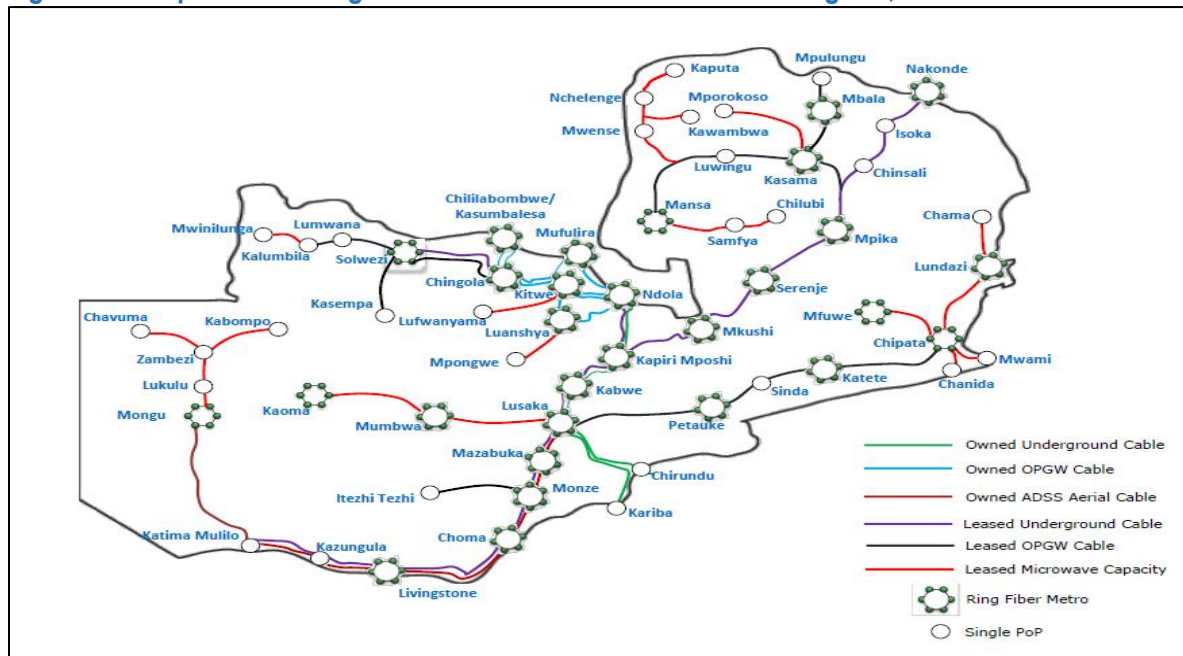 Kaputa
Mpulungu
Nakonde
Nchelenge
Mporokoso
Mbala
Mwense
Kawambwa
Isoka
Luwingu
Kasama
Chinsali
Chililabombwe/
Kasumbalesa
Mansa
Chilubi
Chama
Mwinilunga
Lumwana
Mufulira
Samfya
Mpika
Kalumbila
Solwezi
Lundazi
Chingola
Kitwe
Ndola
Serenje
Kasempa
Lufwanyama
Luanshya
Mfuwe
Chavuma
Kabompo
Mkushi
Chipata
Mpongwe
Kapiri Mposhi
Mwami
Zambezi
Lukulu
Kabwe
Sinda
Katete
Chanida
Mongu
Kaoma
Lusaka
Mumbwa
Petauke
Mazabuka
Chirundu
Itezhi Tezhi
Monze
Kariba
Katima Mulilo
Kazungula
Choma
Livingstone
Owned Underground Cable
Owned OPGW Cable
Owned ADSS Aerial Cable
Leased Underground Cable
Leased OPGW Cable
Leased Microwave Capacity
Ring Fiber Metro
Single PoP